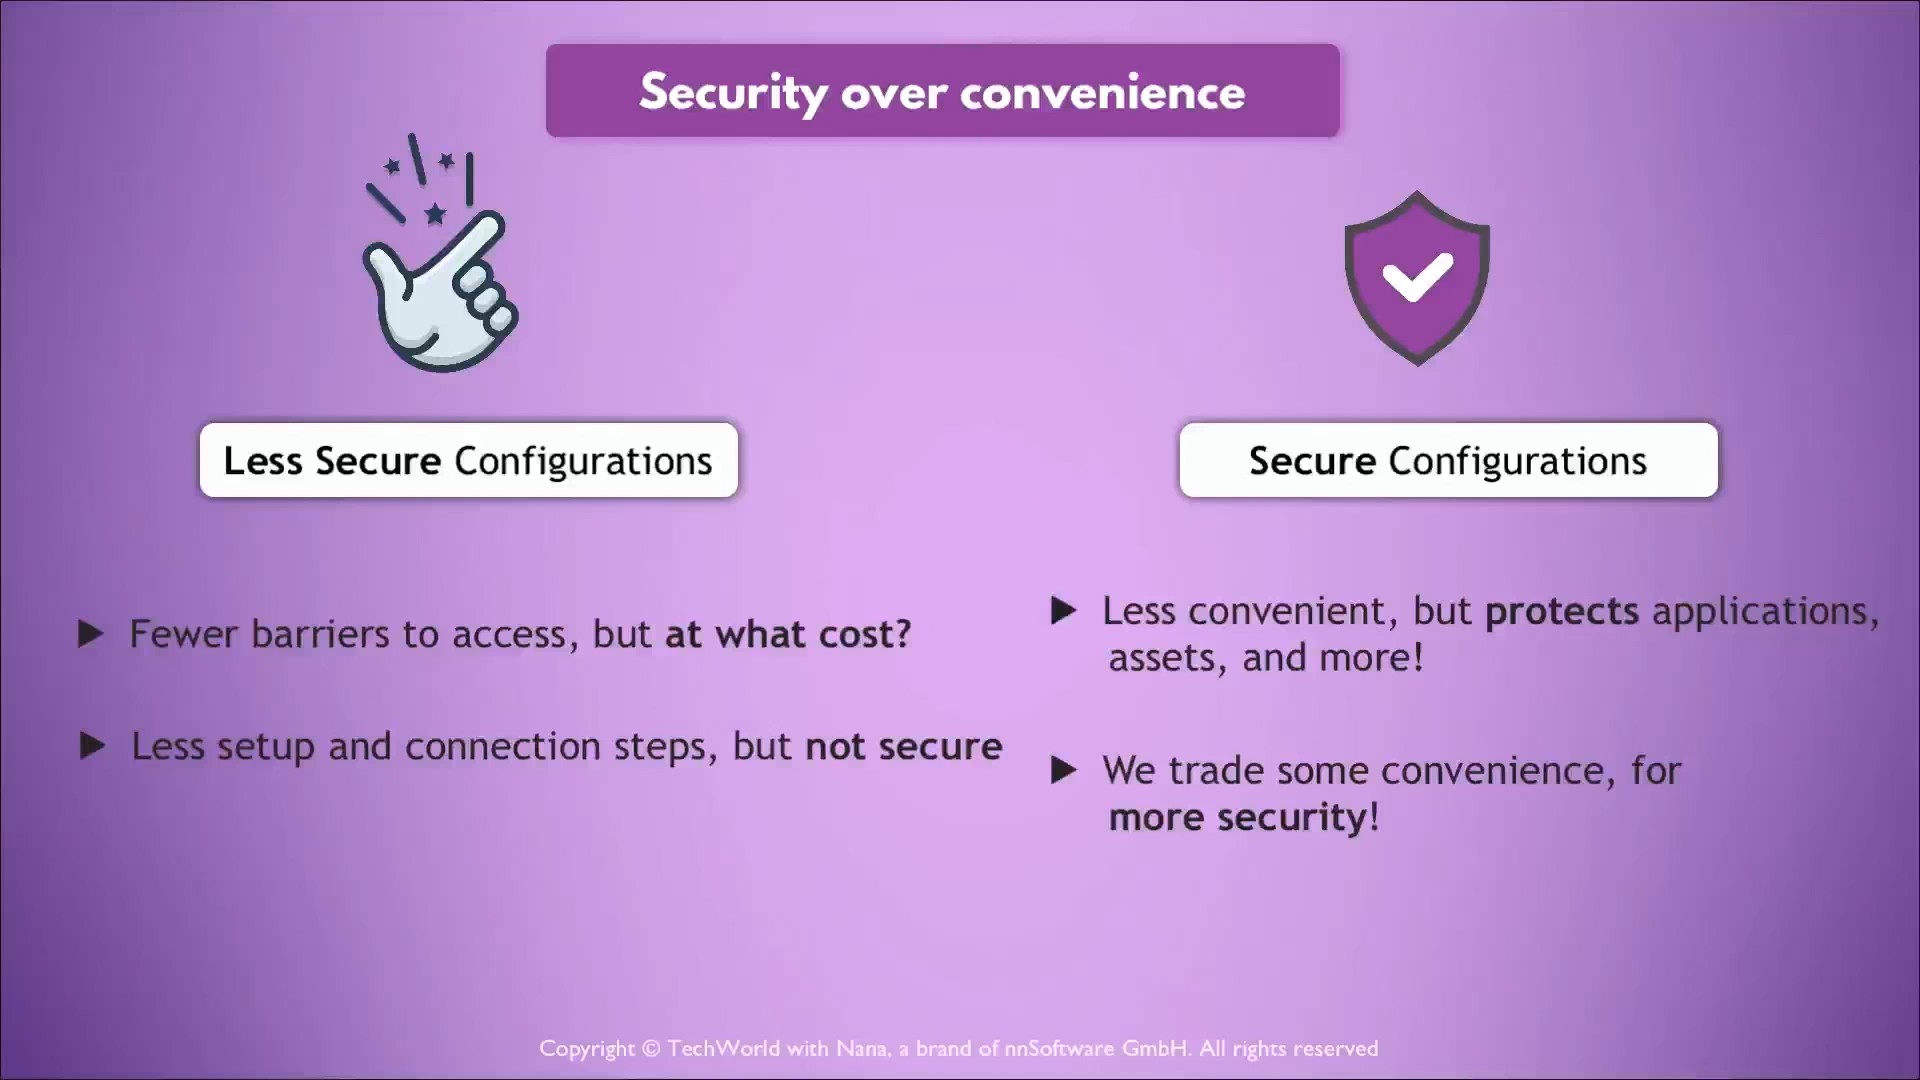 Security over convenience
Less Secure Configurations
Fewer barriers to access, but at what cost?
Less setup and connection steps, but not secure
Secure Configurations
Less convenient, but protects applications,
assets, and more!
We trade some convenience, for
more security!
Copyright © TechWorld with Nana, a brand of nnSoftware GmbH. All rights reserved